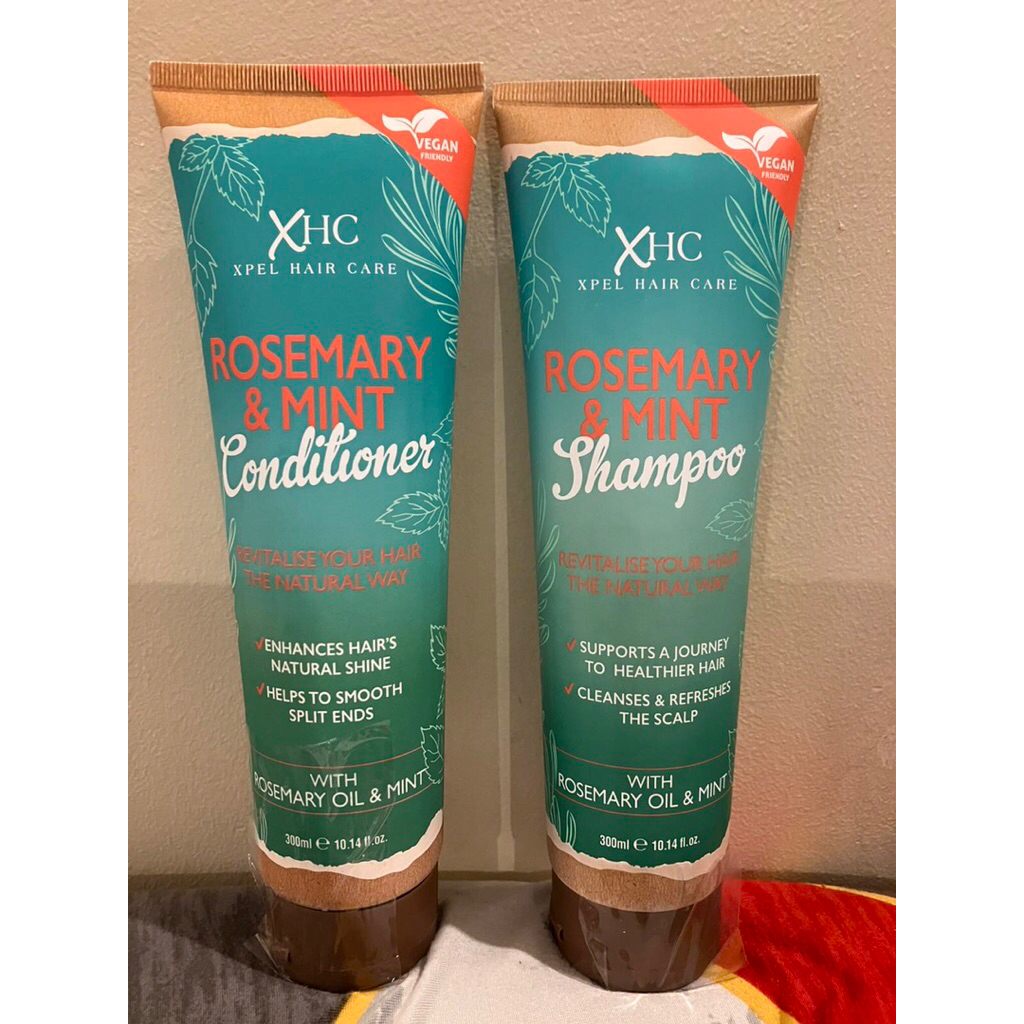 VEGAN
FRIENDLY
XHC
XPEL HAIR CARE
ROSEMARY
& MINT
Conditioner
REVITALISE YOUR HAIR
THE NATURAL WAY
✓ENHANCES HAIR'S
NATURAL SHINE
✓HELPS TO SMOOTH
SPLIT ENDS
WITH
ROSEMARY OIL & MINT
300ml ℮ 10.14 fl.oz.
VEGAN
FRIENDLY
XHC
XPEL HAIR CARE
ROSEMARY
& MINT
Shampoo
REVITALISE YOUR HAIR
THE NATURAL WAY
✓SUPPORTS A JOURNEY
TO HEALTHIER HAIR
✓CLEANSES & REFRESHES
THE SCALP
WITH
ROSEMARY OIL & MINT
300ml ℮ 10.14 fl.oz.